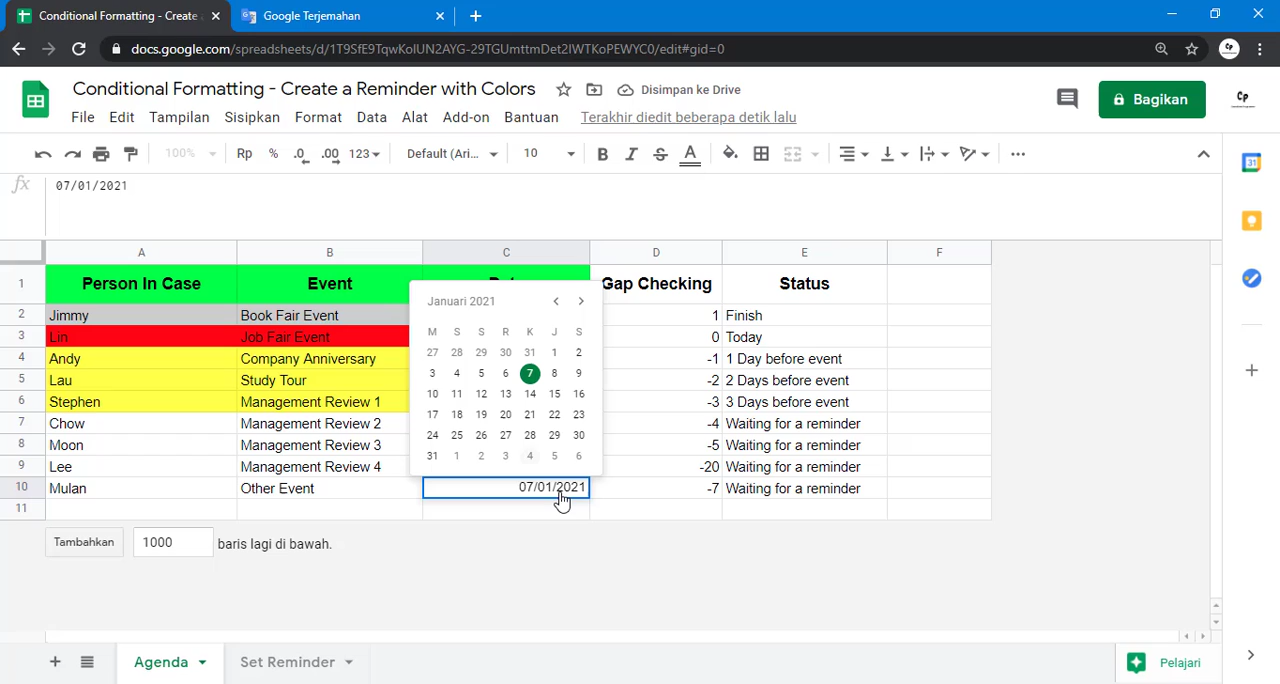 Conditional Formatting - Create a
Google Terjemahan
docs.google.com/spreadsheets/d/1T9SfE9TqwKoIUN2AYG-29TGUmttmDet2IWTKoPEWYC0/edit#gid=0
Conditional Formatting - Create a Reminder with Colors
Disimpan ke Drive
Cp
Bagikan
File Edit Tampilan Sisipkan Format Data Alat Add-on Bantuan Terakhir diedit beberapa detik lalu
100% Rp % .0 .00 123 Default (Ari... 10 B I S A
fx 07/01/2021
A B C D E F
1 Person In Case Event Gap Checking Status
2 Jimmy Book Fair Event 1 Finish
3 Lin Job Fair Event 0 Today
4 Andy Company Anniversary -1 1 Day before event
5 Lau Study Tour -2 2 Days before event
6 Stephen Management Review 1 -3 3 Days before event
7 Chow Management Review 2 -4 Waiting for a reminder
8 Moon Management Review 3 -5 Waiting for a reminder
9 Lee Management Review 4 -20 Waiting for a reminder
10 Mulan Other Event 07/01/2021 -7 Waiting for a reminder
11
Januari 2021
M S S R K J S
27 28 29 30 31 1 2
3 4 5 6 7 8 9
10 11 12 13 14 15 16
17 18 19 20 21 22 23
24 25 26 27 28 29 30
31 1 2 3 4 5 6
Tambahkan 1000 baris lagi di bawah.
Agenda Set Reminder
Pelajari
31